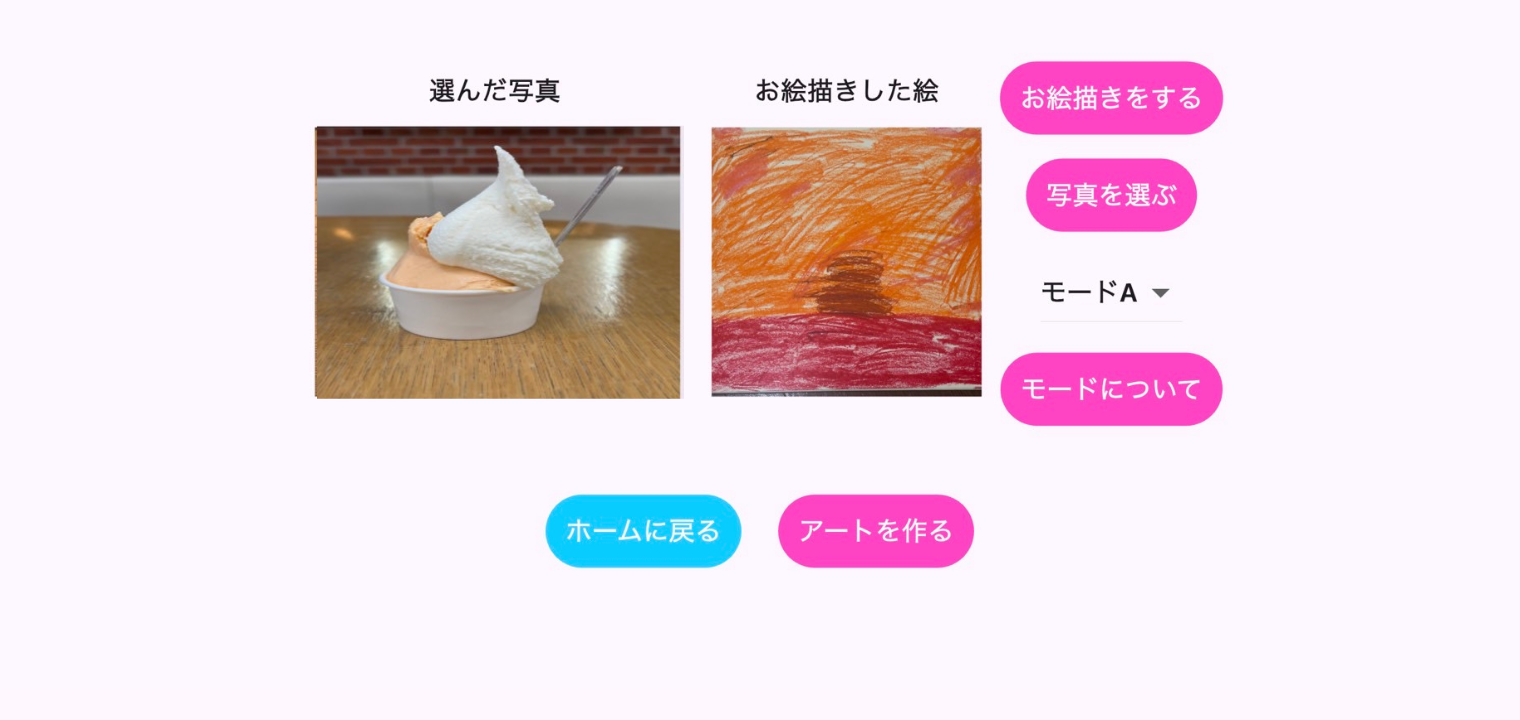 選んだ写真
お絵描きした絵
お絵描きをする
写真を選ぶ
モードA
モードについて
ホームに戻る
アートを作る